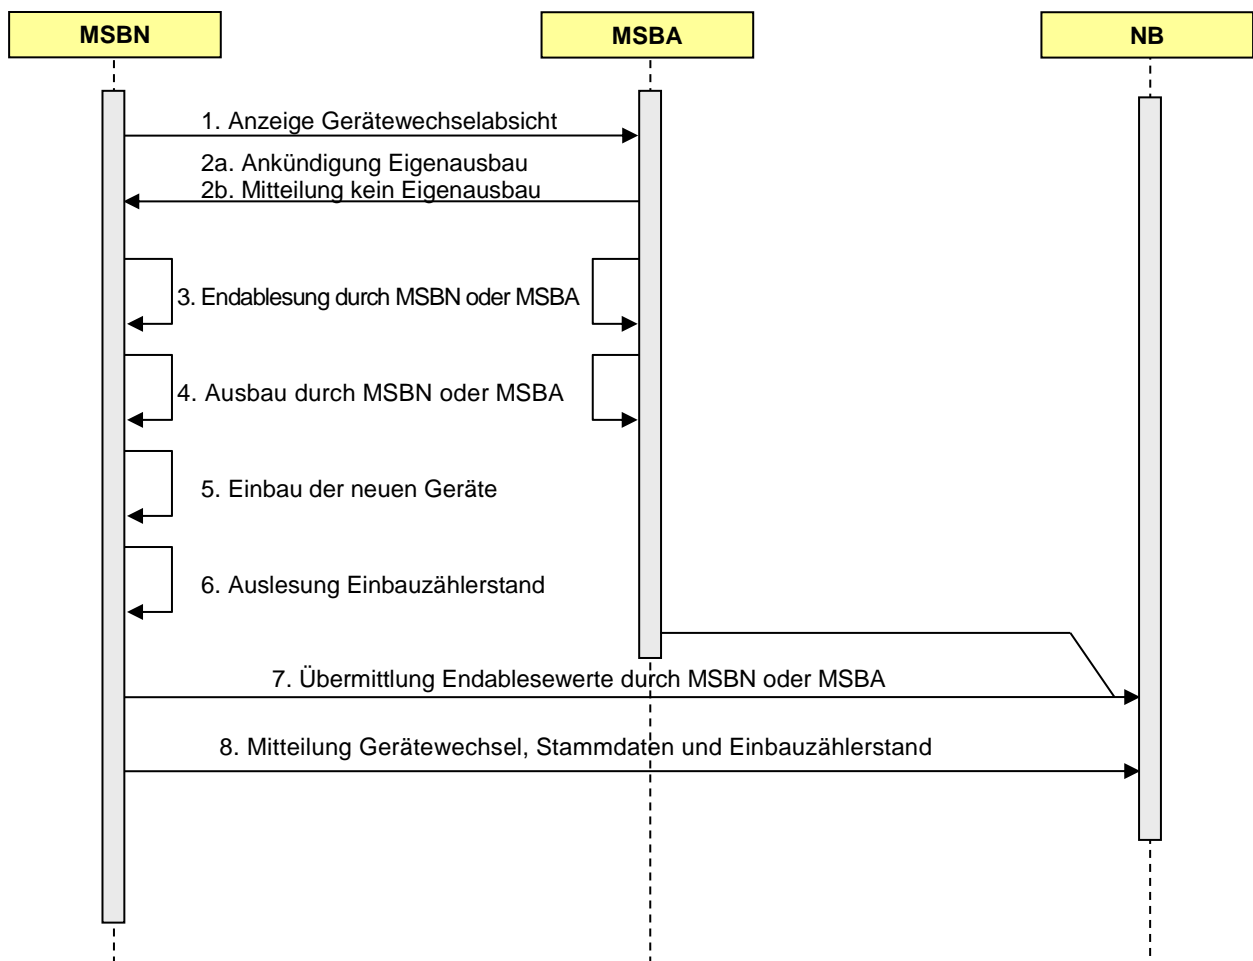 MSBN
MSBA
NB
1. Anzeige Gerätewechselabsicht
2a. Ankündigung Eigenausbau
2b. Mitteilung kein Eigenausbau
3. Endablesung durch MSBN oder MSBA
4. Ausbau durch MSBN oder MSBA
5. Einbau der neuen Geräte
6. Auslesung Einbauzählerstand
7. Übermittlung Endablesewerte durch MSBN oder MSBA
8. Mitteilung Gerätewechsel, Stammdaten und Einbauzählerstand